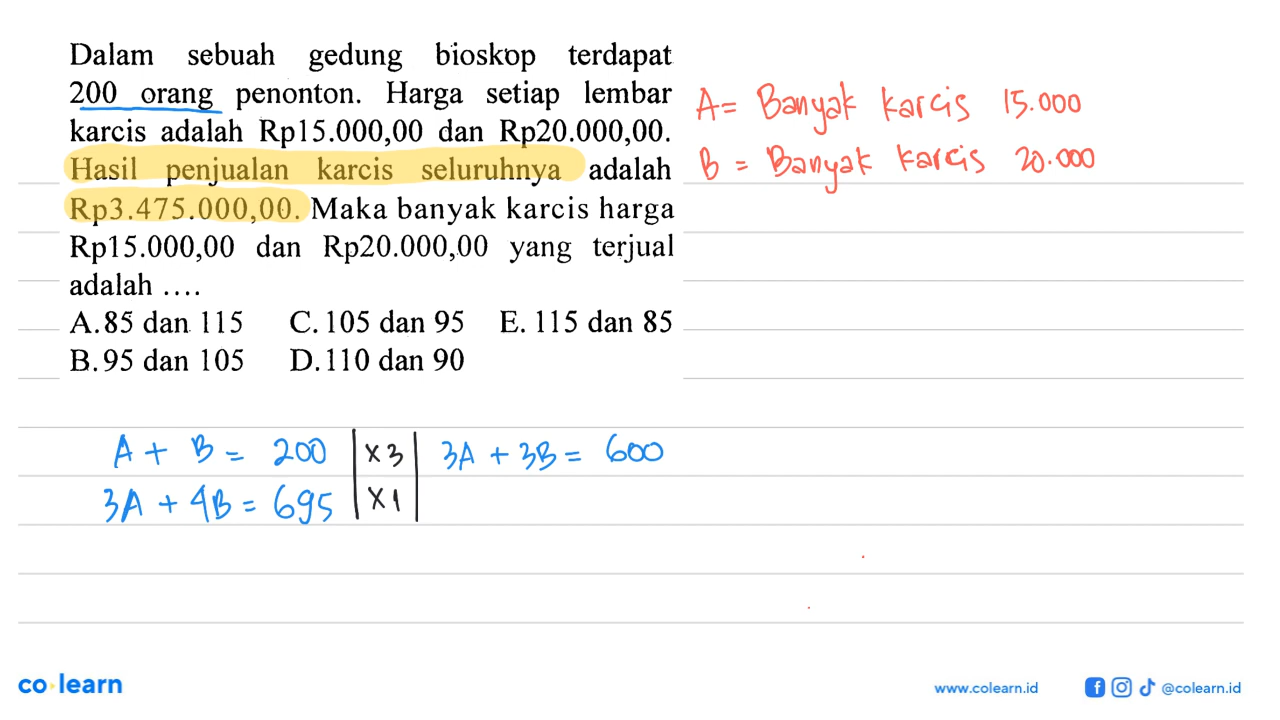 Dalam sebuah gedung bioskop terdapat
200 orang penonton. Harga setiap lembar
karcis adalah Rp15.000,00 dan Rp20.000,00.
Hasil penjualan karcis seluruhnya adalah
Rp3.475.000,00. Maka banyak karcis harga
Rp15.000,00 dan Rp20.000,00 yang terjual
adalah ....
A. 85 dan 115 C. 105 dan 95 E. 115 dan 85
B. 95 dan 105 D. 110 dan 90
A = Banyak karcis 15.000
B = Banyak karcis 20.000
A + B = 200 | x3 | 3A + 3B = 600
3A + 4B = 695 | x1 |
co learn
www.colearn.id
@colearn.id